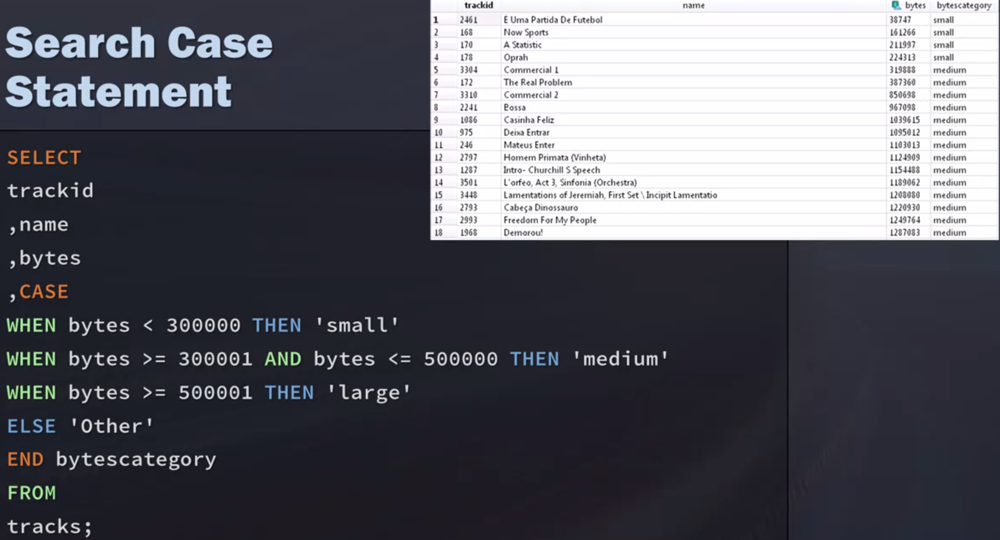 Search Case
Statement
trackid name bytes bytescategory
1 2461 É Uma Partida De Futebol 38747 small
2 168 Now Sports 161266 small
3 170 A Statistic 211997 small
4 178 Oprah 224313 small
5 3304 Commercial 1 319888 medium
6 172 The Real Problem 387360 medium
7 3310 Commercial 2 850698 medium
8 2241 Bossa 967098 medium
9 1086 Casinha Feliz 1039615 medium
10 975 Deixa Entrar 1095012 medium
11 246 Mateus Enter 1103013 medium
12 2797 Homem Primata (Vinheta) 1124909 medium
13 1287 Intro- Churchill S Speech 1154488 medium
14 3501 L'orfeo, Act 3, Sinfonia (Orchestra) 1189062 medium
15 3448 Lamentations of Jeremiah, First Set \ Incipit Lamentatio 1208080 medium
16 2793 Cabeça Dinossauro 1220930 medium
17 2993 Freedom For My People 1249764 medium
18 1968 Demorou! 1287083 medium
SELECT
trackid
,name
,bytes
,CASE
WHEN bytes < 300000 THEN 'small'
WHEN bytes >= 300001 AND bytes <= 500000 THEN 'medium'
WHEN bytes >= 500001 THEN 'large'
ELSE 'Other'
END bytescategory
FROM
tracks;